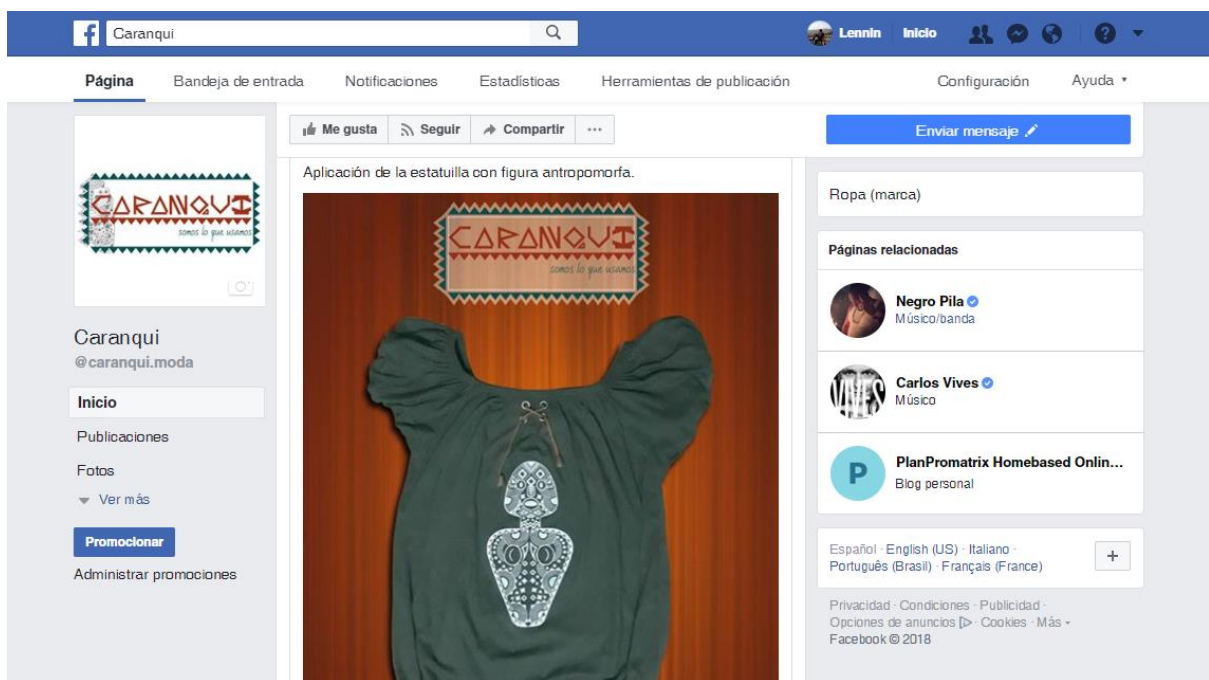 Caranqui
Lennin Inicio
Página Bandeja de entrada Notificaciones Estadísticas Herramientas de publicación Configuración Ayuda
Me gusta Seguir Compartir ...
Enviar mensaje
CARANQUI
somos lo que usamos
Caranqui
@caranqui.moda
Inicio
Publicaciones
Fotos
Ver más
Promocionar
Administrar promociones
Aplicación de la estatuilla con figura antropomorfa.
CARANQUI
somos lo que usamos
Ropa (marca)
Páginas relacionadas
Negro Pila
Músico/banda
VIVES
Carlos Vives
Músico
P
PlanPromatrix Homebased Onlin...
Blog personal
Español · English (US) · Italiano ·
Português (Brasil) · Français (France)
Privacidad · Condiciones · Publicidad ·
Opciones de anuncios · Cookies · Más
Facebook © 2018